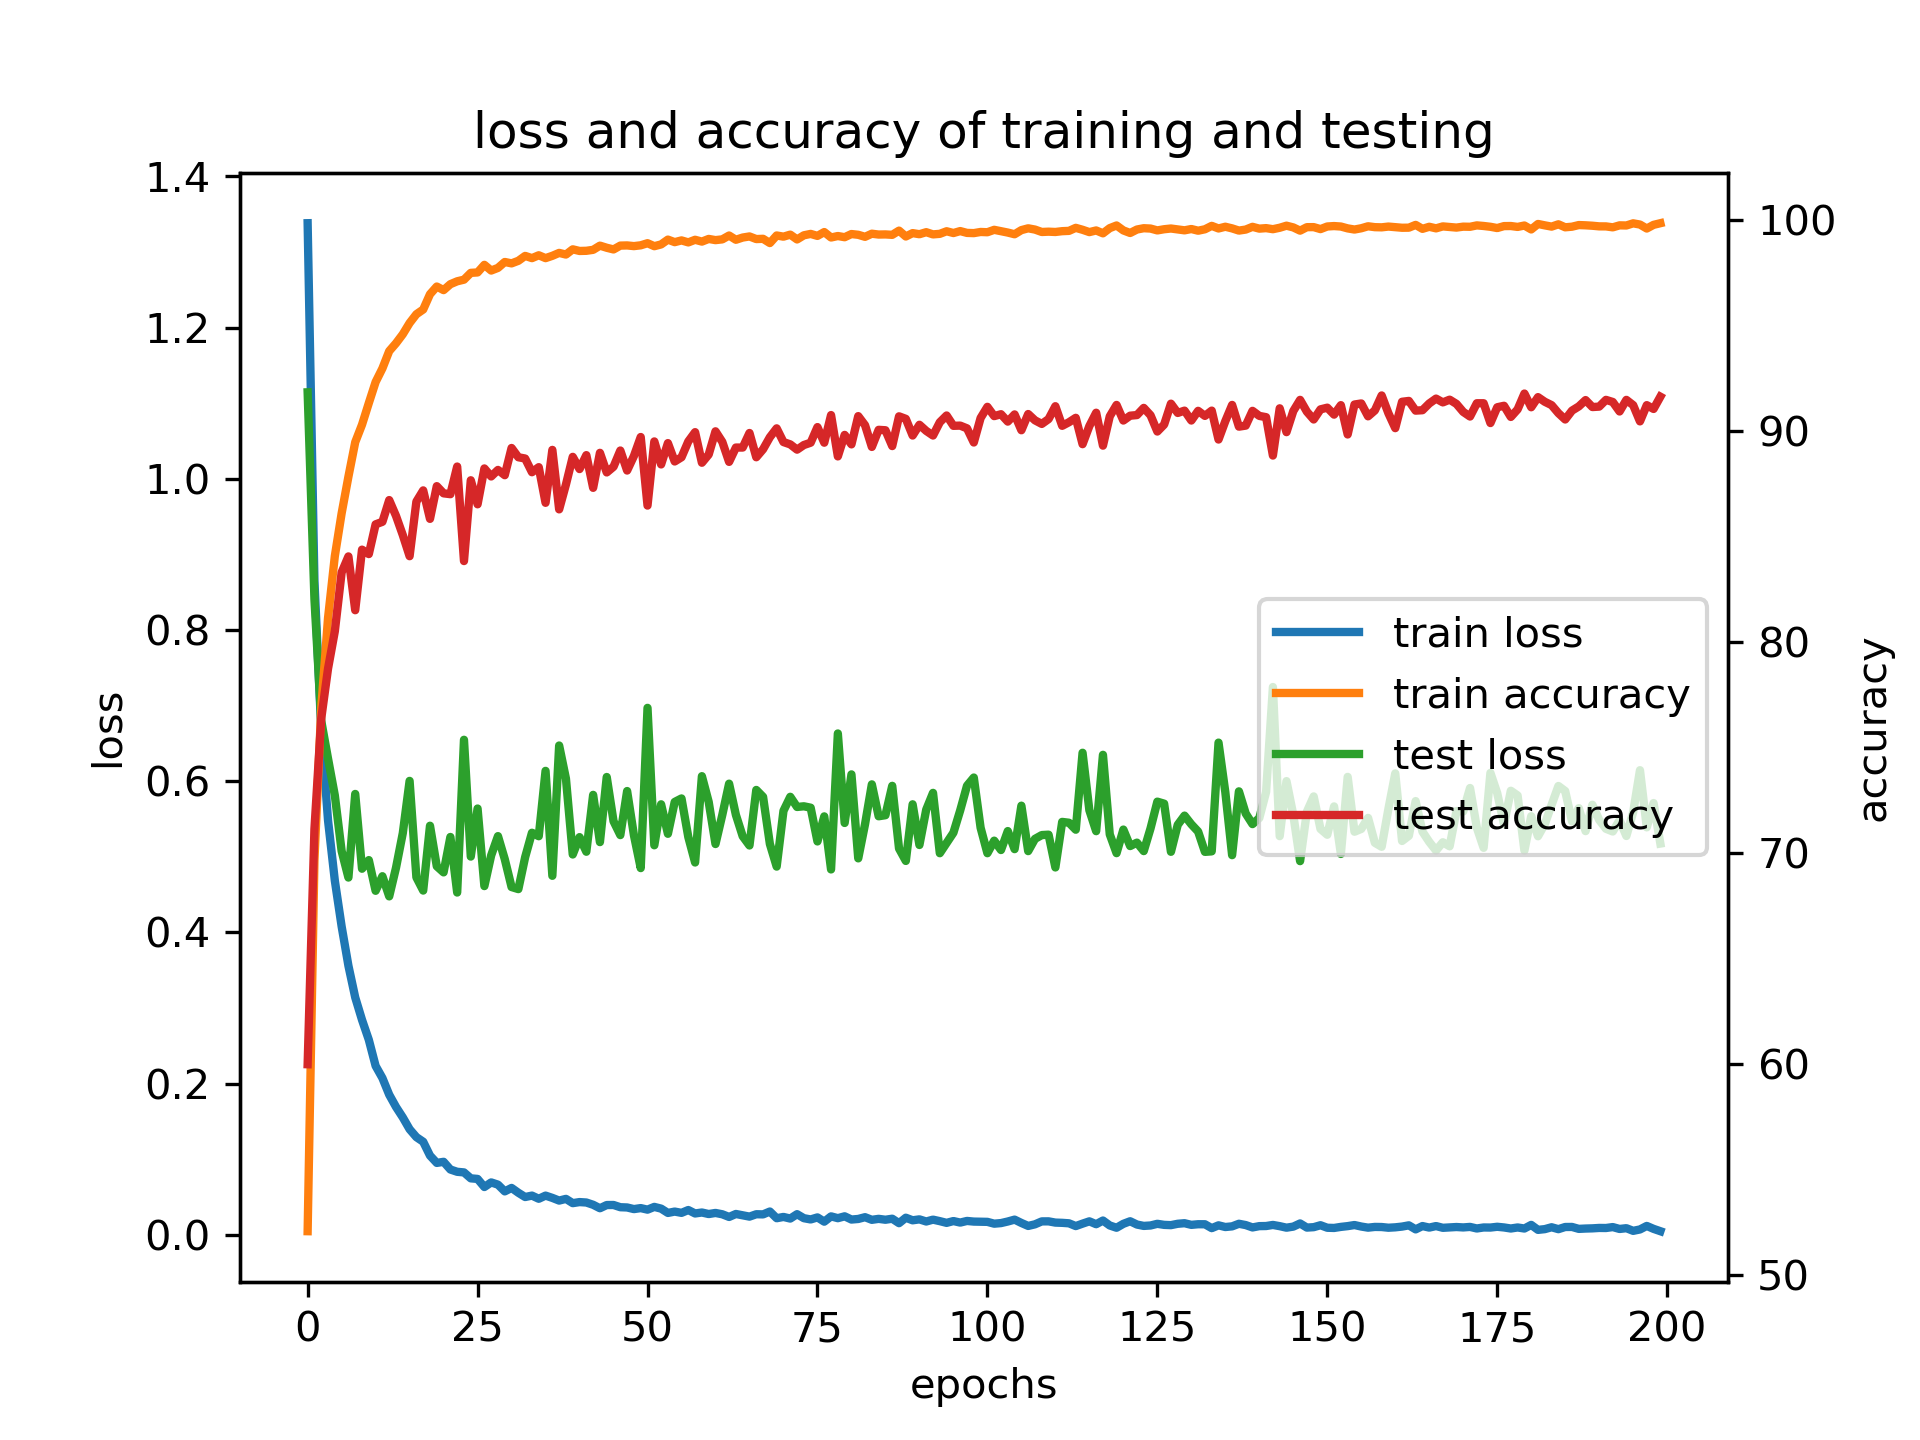 loss and accuracy of training and testing
1.4
1.2
1.0
0.8
0.6
0.4
0.2
0.0
loss
100
90
80
70
60
50
accuracy
train loss
train accuracy
test loss
test accuracy
0 25 50 75 100 125 150 175 200
epochs